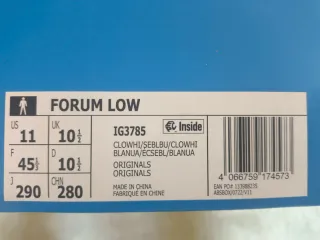 FORUM LOW
US 11 UK 10½
F 45⅓ D 10½
J 290 CHN 280
IG3785
Inside
CLOWHI/SEBLBU/CLOWHI
BLANUA/ECSEBL/BLANUA
ORIGINALS
ORIGINALS
MADE IN CHINA
FABRIQUÉ EN CHINE
4 066759 174573
EAN